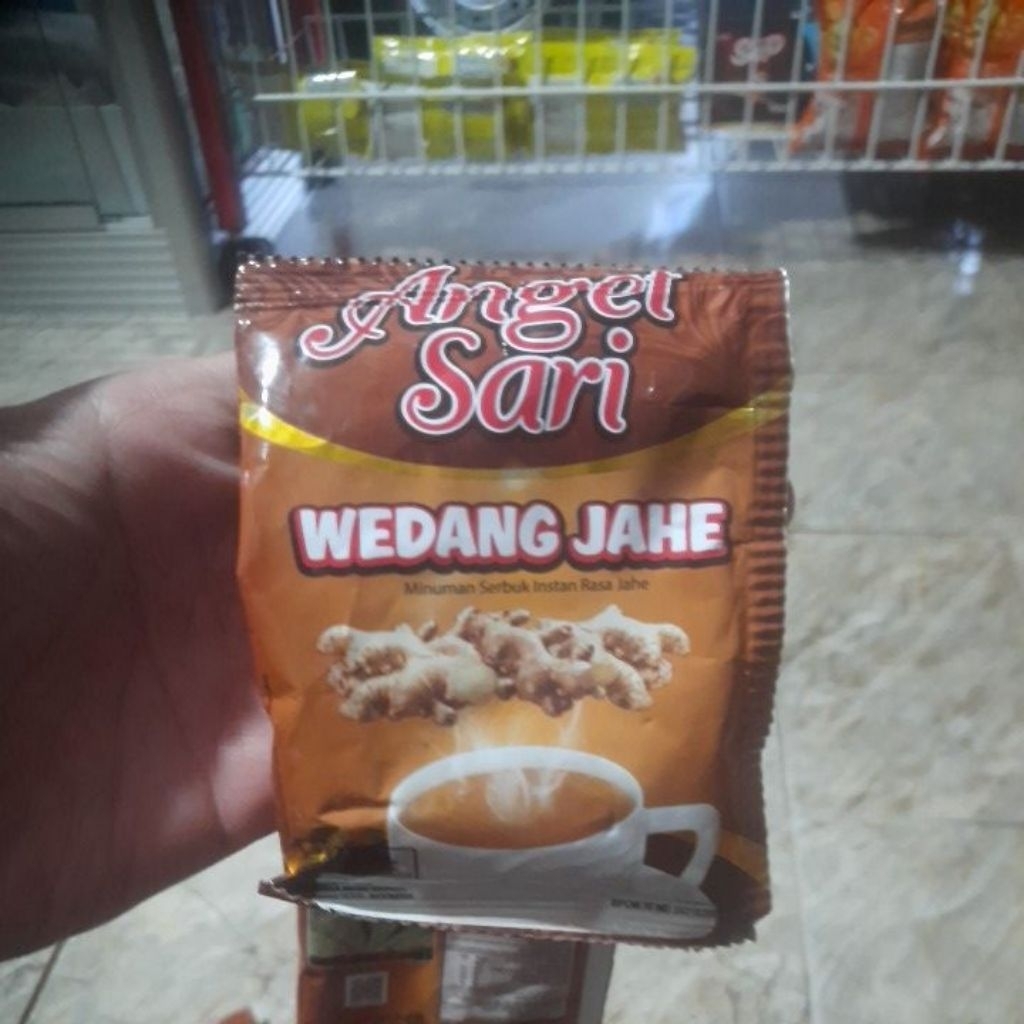 Anget
Sari
WEDANG JAHE
Minuman Serbuk Instan Rasa Jahe